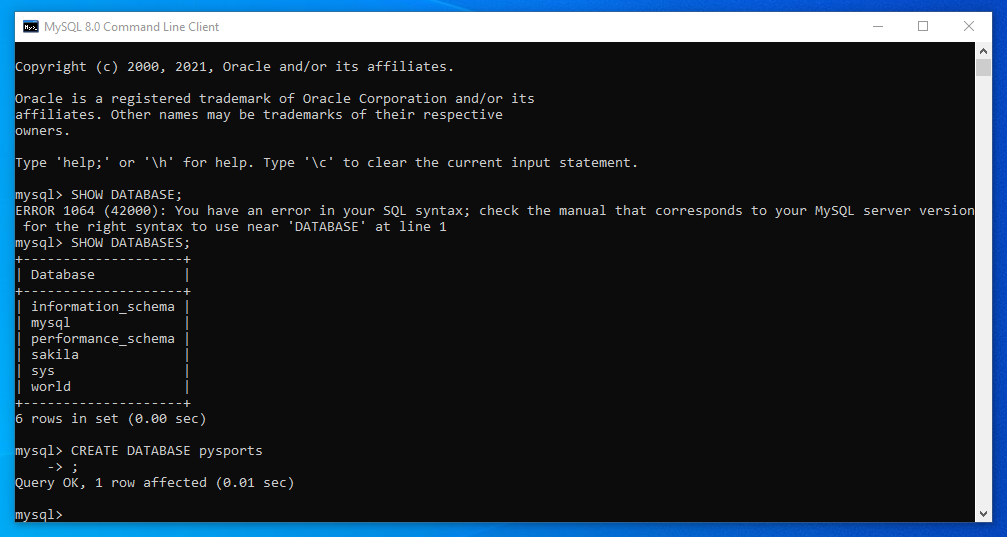 MySQL 8.0 Command Line Client
Copyright (c) 2000, 2021, Oracle and/or its affiliates.
Oracle is a registered trademark of Oracle Corporation and/or its
affiliates. Other names may be trademarks of their respective
owners.
Type 'help;' or '\h' for help. Type '\c' to clear the current input statement.
mysql> SHOW DATABASE;
ERROR 1064 (42000): You have an error in your SQL syntax; check the manual that corresponds to your MySQL server version
 for the right syntax to use near 'DATABASE' at line 1
mysql> SHOW DATABASES;
+--------------------+
| Database           |
+--------------------+
| information_schema |
| mysql              |
| performance_schema |
| sakila             |
| sys                |
| world              |
+--------------------+
6 rows in set (0.00 sec)
mysql> CREATE DATABASE pysports
    -> ;
Query OK, 1 row affected (0.01 sec)
mysql>